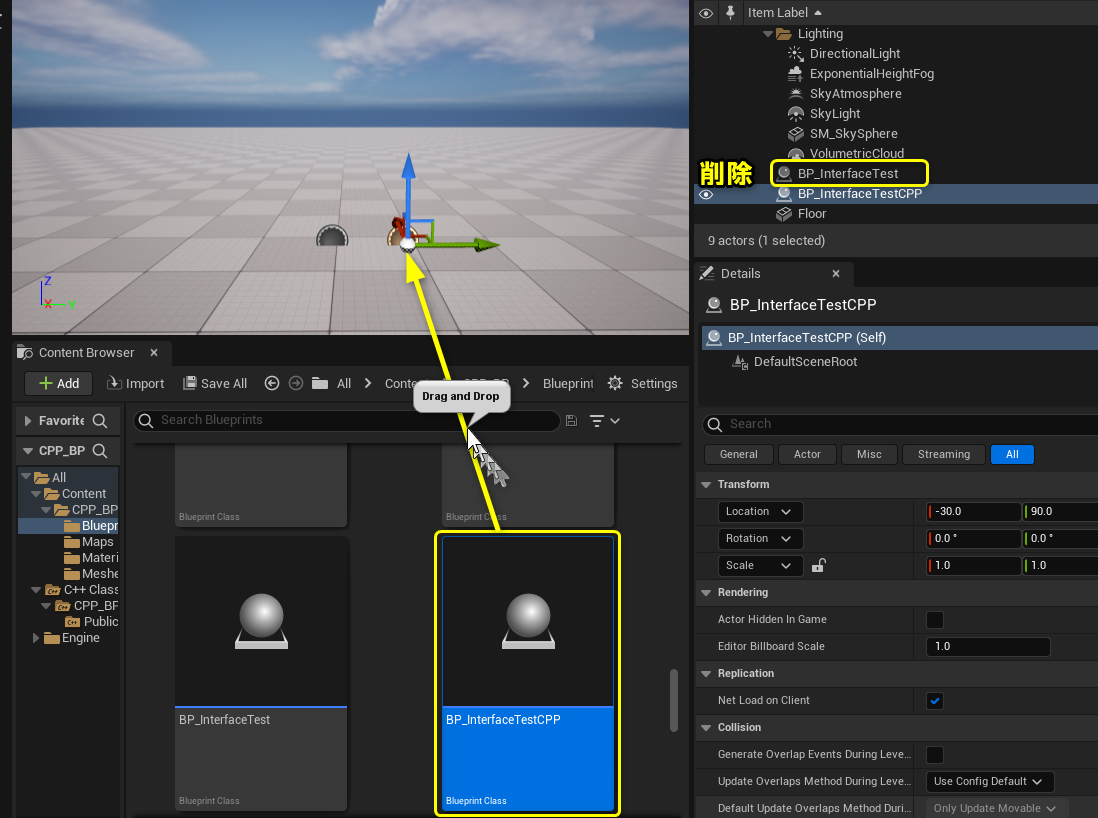 Item Label
Lighting
DirectionalLight
ExponentialHeightFog
SkyAtmosphere
SkyLight
SM_SkySphere
VolumetricCloud
削除
BP_InterfaceTest
BP_InterfaceTestCPP
Floor
9 actors (1 selected)
Z
X
Y
Details
BP_InterfaceTestCPP
BP_InterfaceTestCPP (Self)
DefaultSceneRoot
Search
General Actor Misc Streaming All
Transform
Location -30.0 90.0
Rotation 0.0 ° 0.0 °
Scale 1.0 1.0
Rendering
Actor Hidden In Game
Editor Billboard Scale 1.0
Replication
Net Load on Client
Collision
Generate Overlap Events During Leve...
Update Overlaps Method During Leve... Use Config Default
Default Update Overlaps Method Duri... Only Update Movable
Content Browser
Add Import Save All All Conte Blueprint Settings
Drag and Drop
Favorite
Search Blueprints
CPP_BP
All
Content
CPP_BP
Bluepr
Maps
Materi
Meshe
C++ Class
CPP_BP
Public
Engine
Blueprint Class
Blueprint Class
BP_InterfaceTest
Blueprint Class
BP_InterfaceTestCPP
Blueprint Class